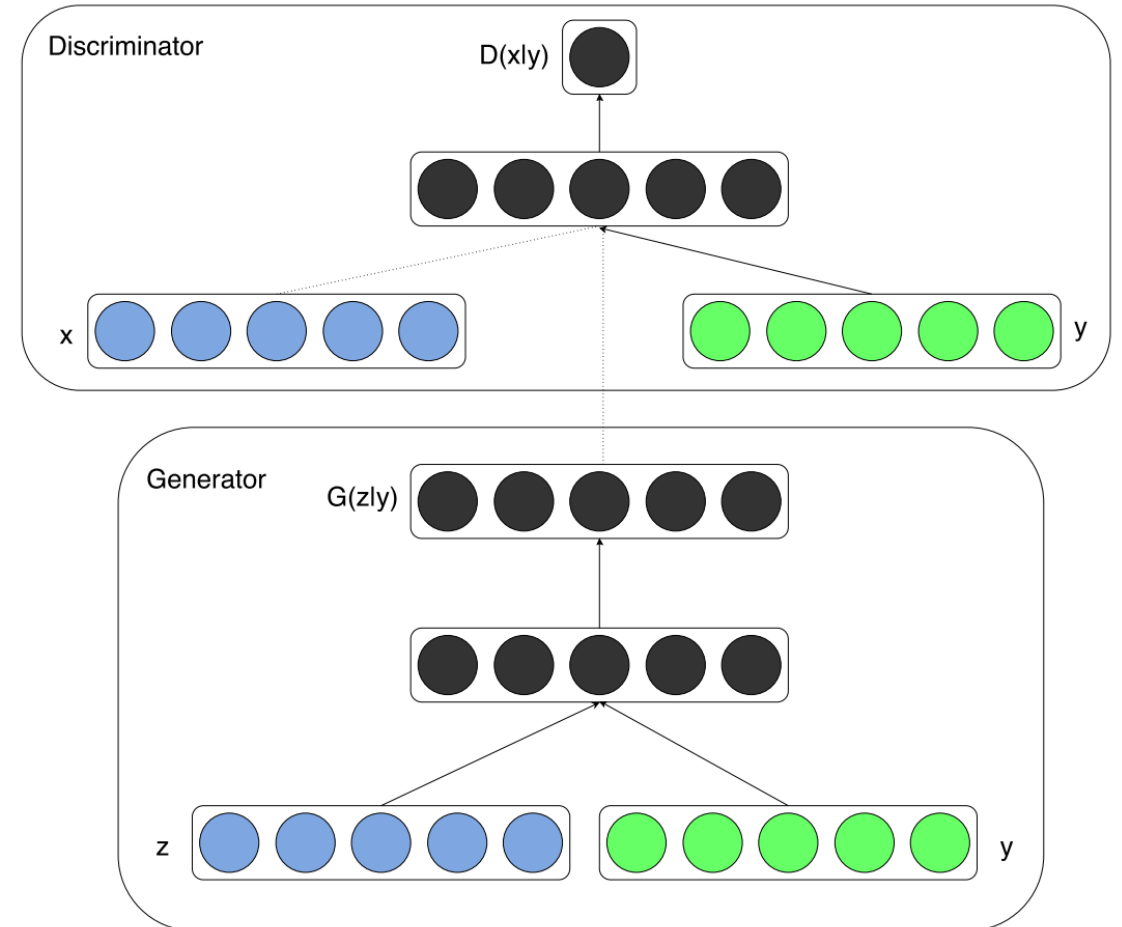 Discriminator
D(x|y)
x
y
Generator
G(z|y)
z
y